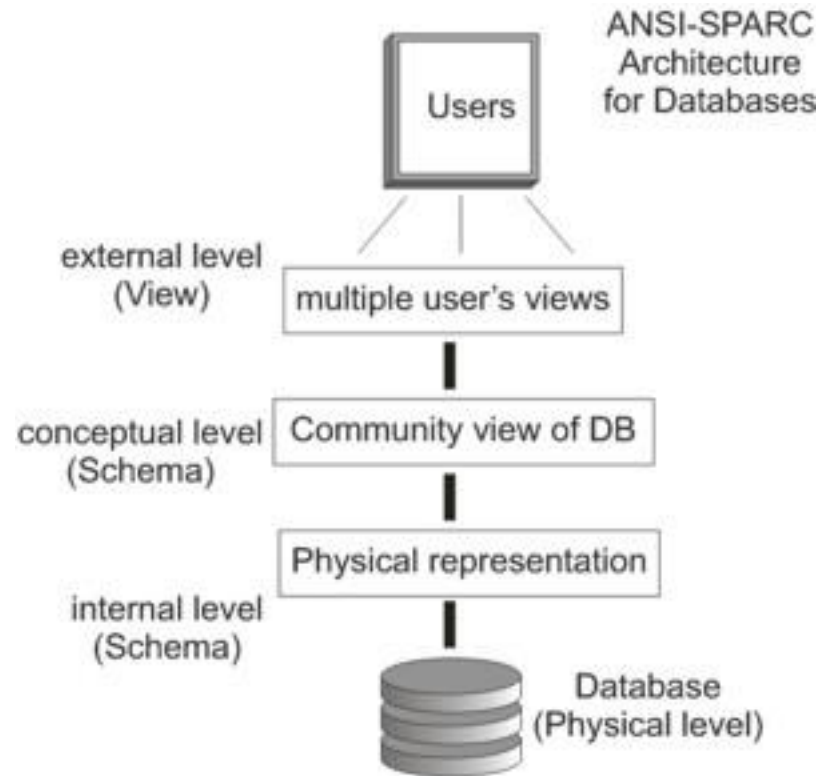 ANSI-SPARC
Architecture
for Databases
Users
external level
(View)
multiple user's views
conceptual level
(Schema)
Community view of DB
Physical representation
internal level
(Schema)
Database
(Physical level)